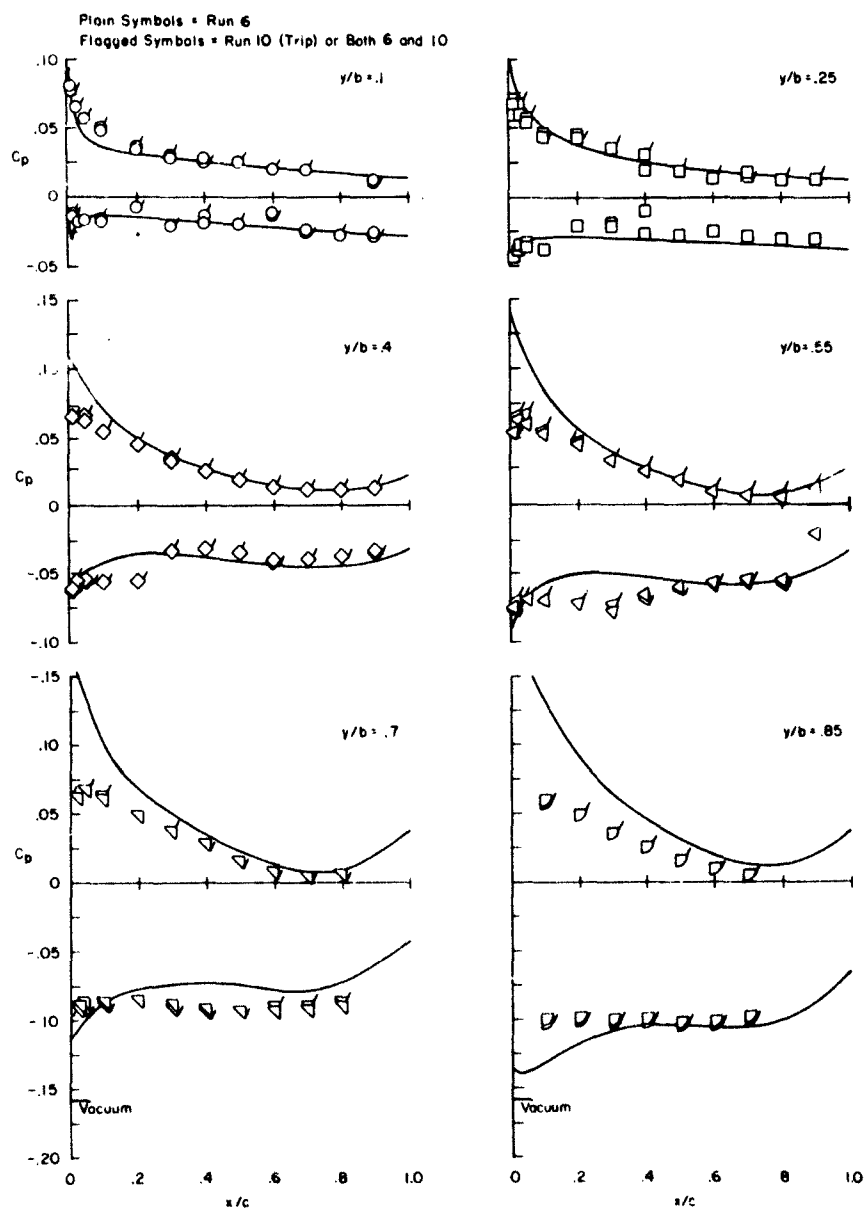 Plain Symbols = Run 6
Flagged Symbols = Run 10 (Trip) or Both 6 and 10
.10
y/b = .1
y/b = .25
.05
Cp
0
-.05
.15
y/b = .4
y/b = .55
.05
Cp
0
-.05
-.10
-.15
y/b = .7
y/b = .85
.10
.05
Cp
0
-.05
-.10
-.15
Vacuum
Vacuum
-.20
0 .2 .4 .6 .8 1.0
0 .2 .4 .6 .8 1.0
x/c
x/c